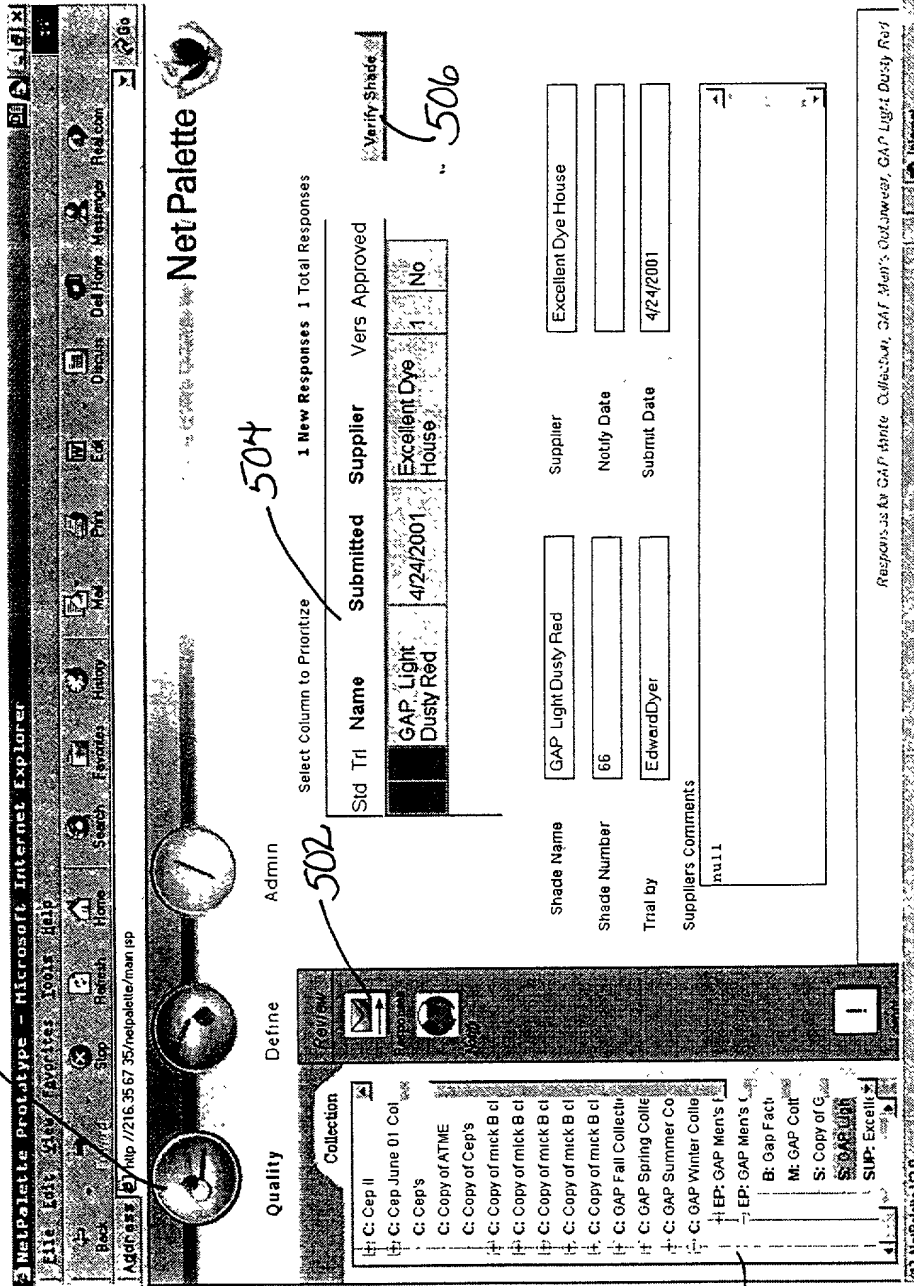 NetPalette Prototype - Microsoft Internet Explorer
File Edit View Favorites Tools Help
Back Stop Refresh Home Search Favorites History Mail Print Edit Discuss Dell Home Messenger Real.com
Address http //216.35 67 35/netpalette/main jsp Go
NetPalette
Quality
Define
Admin
Collection
Review
502
C: Cep II
C: Cep June 01 Col
C: Cep's
C: Copy of ATME
C: Copy of Cep's
C: Copy of mick B cl
C: Copy of mick B cl
C: Copy of mick B cl
C: Copy of mick B cl
C: GAP Fall Collecti
C: GAP Spring Colle
C: GAP Summer Co
C: GAP Winter Colle
EP: GAP Men's
EP: GAP Men's
B: Gap Fact
M: GAP Cott
S: Copy of G
S: GAP Ligh
SUP: Excelle
Select Column to Prioritize
1 New Responses 1 Total Responses
504
Std Trl Name Submitted Supplier Vers Approved
GAP Light Dusty Red 4/24/2001 Excellent Dye House 1 No
Verify Shade
506
Shade Name GAP Light Dusty Red Supplier Excellent Dye House
Shade Number 66 Notify Date
Trial by EdwardDyer Submit Date 4/24/2001
Suppliers Comments
null
Responses for GAP Winter Collection, GAP Men's Outerwear, GAP Light Dusty Red
Internet